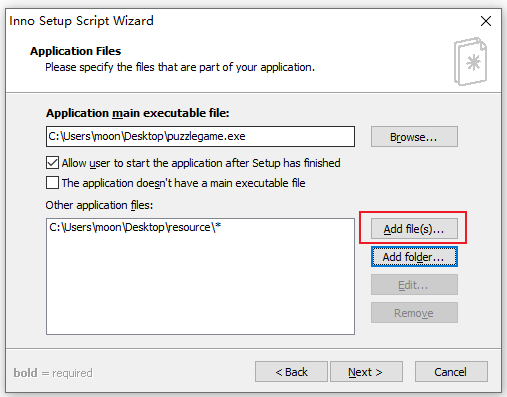 Inno Setup Script Wizard
Application Files
Please specify the files that are part of your application.
Application main executable file:
C:\Users\moon\Desktop\puzzlegame.exe
Browse...
Allow user to start the application after Setup has finished
The application doesn't have a main executable file
Other application files:
C:\Users\moon\Desktop\resource\*
Add file(s)...
Add folder...
Edit...
Remove
bold = required
< Back
Next >
Cancel